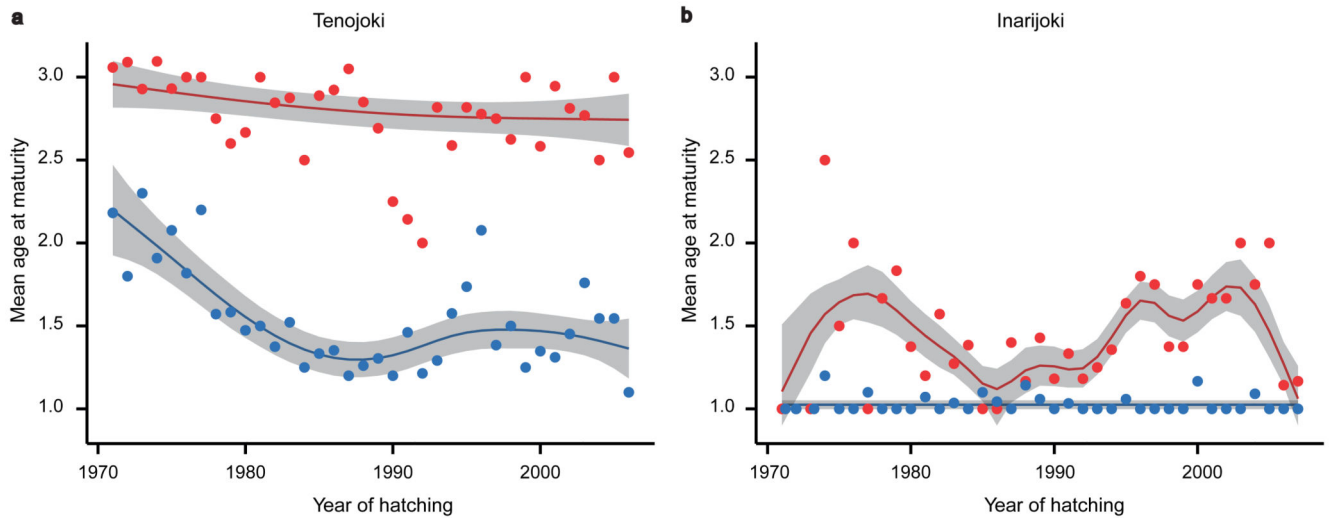 a
Tenojoki
Mean age at maturity
3.0
2.5
2.0
1.5
1.0
1970
1980
1990
2000
Year of hatching
b
Inarijoki
Mean age at maturity
3.0
2.5
2.0
1.5
1.0
1970
1980
1990
2000
Year of hatching